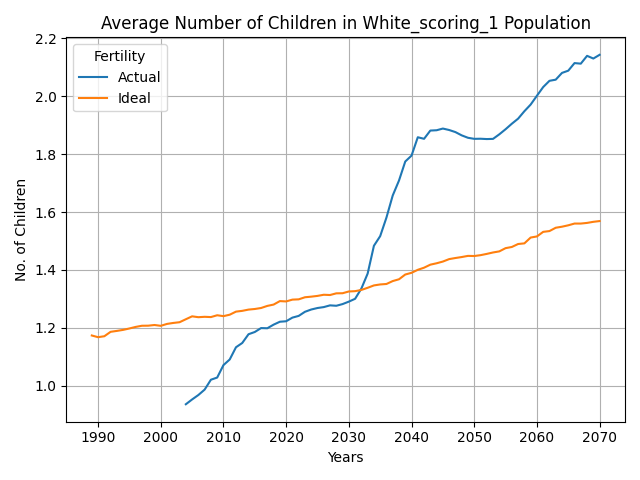 Average Number of Children in White_scoring_1 Population
Fertility
Actual
Ideal
2.2
2.0
1.8
1.6
1.4
1.2
1.0
No. of Children
1990 2000 2010 2020 2030 2040 2050 2060 2070
Years